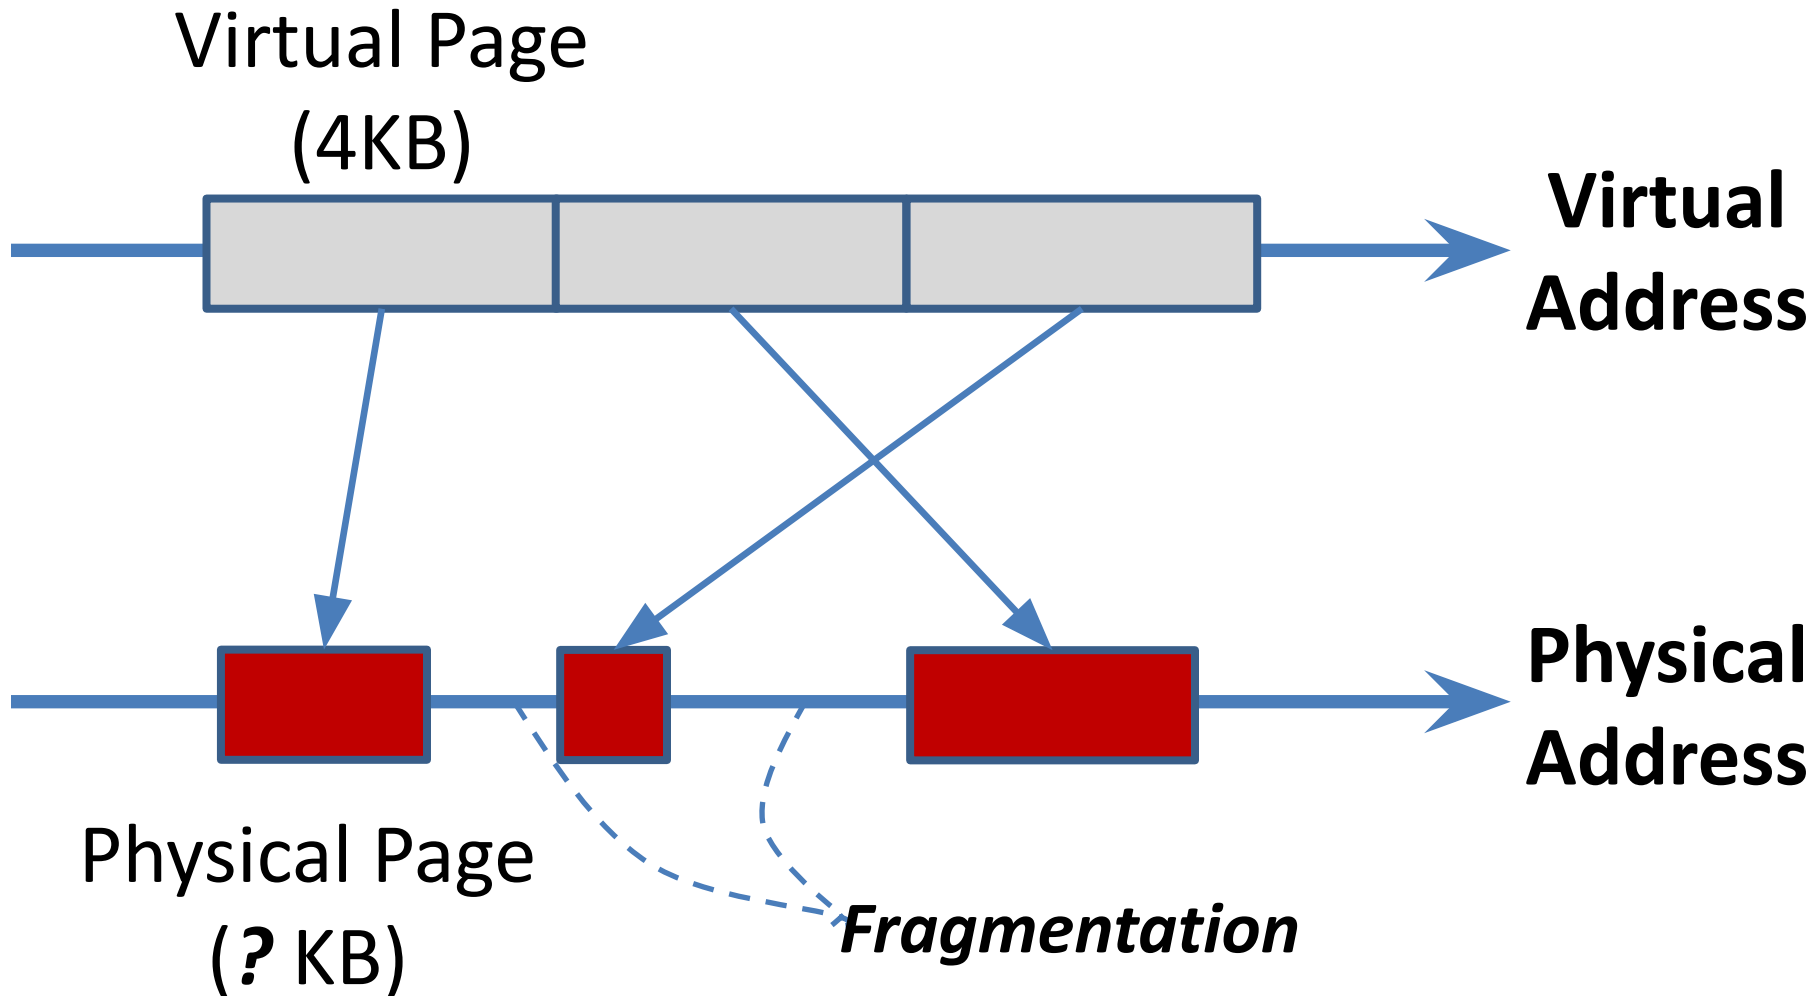 Virtual Page
(4KB)
Virtual
Address
Physical
Address
Physical Page
(? KB)
Fragmentation